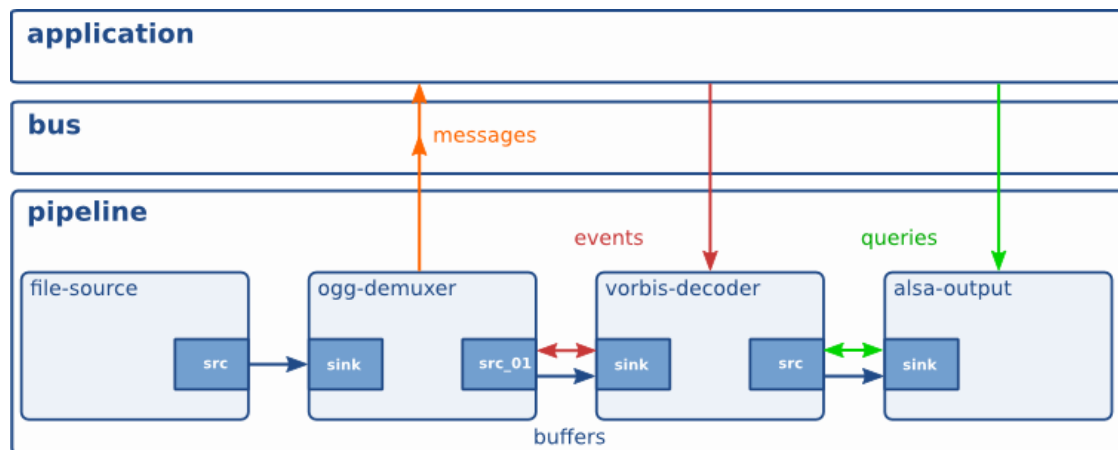 application
bus
messages
pipeline
events
queries
file-source
ogg-demuxer
vorbis-decoder
alsa-output
src
sink
src_01
sink
src
sink
buffers